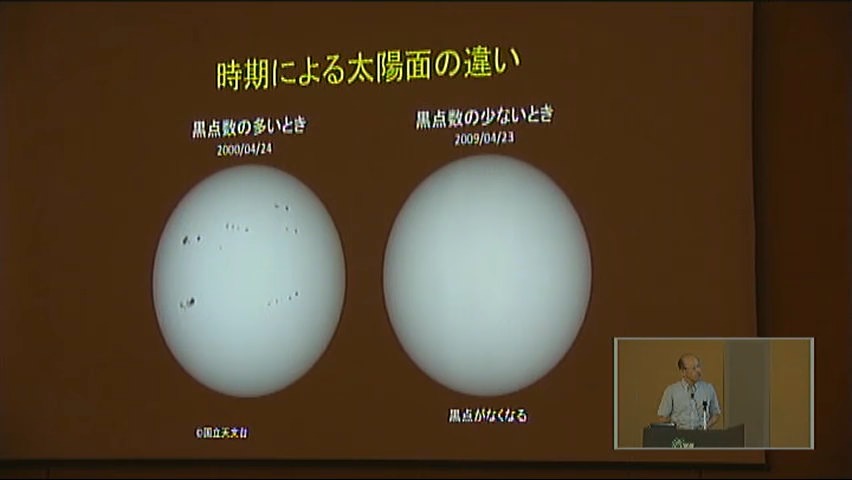 時期による太陽面の違い
黒点数の多いとき
2000/04/24
黒点数の少ないとき
2009/04/23
黒点がなくなる
©国立天文台